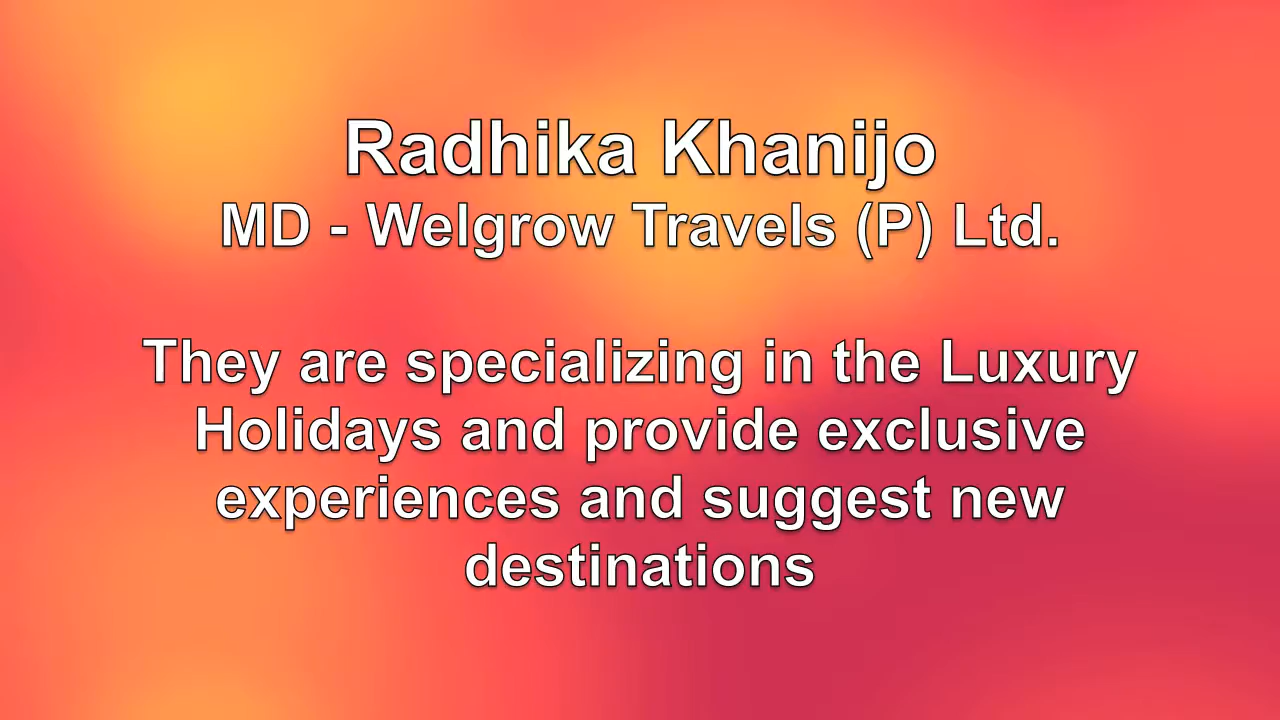 Radhika Khanijo
MD - Welgrow Travels (P) Ltd.
They are specializing in the Luxury
Holidays and provide exclusive
experiences and suggest new
destinations